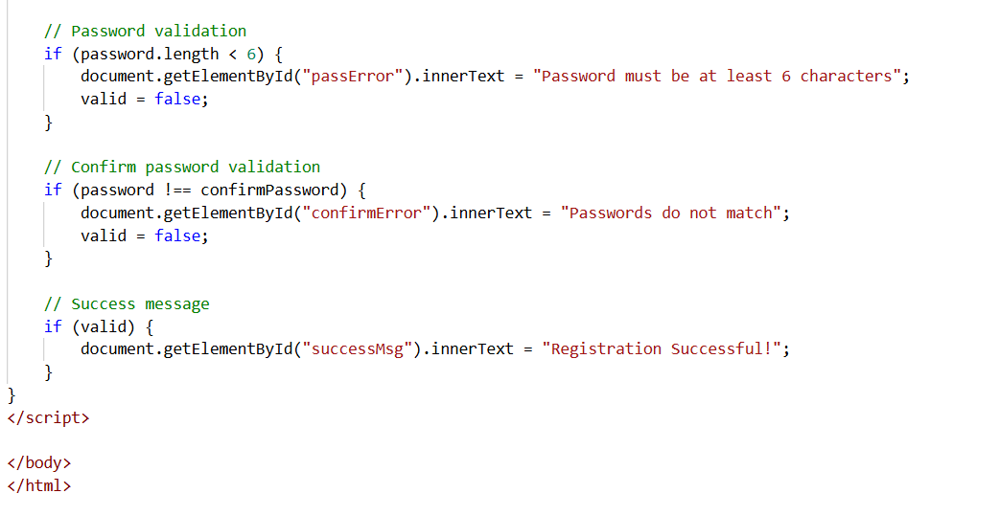 // Password validation
if (password.length < 6) {
document.getElementById("passError").innerText = "Password must be at least 6 characters";
valid = false;
}
// Confirm password validation
if (password !== confirmPassword) {
document.getElementById("confirmError").innerText = "Passwords do not match";
valid = false;
}
// Success message
if (valid) {
document.getElementById("successMsg").innerText = "Registration Successful!";
}
}
</script>
</body>
</html>